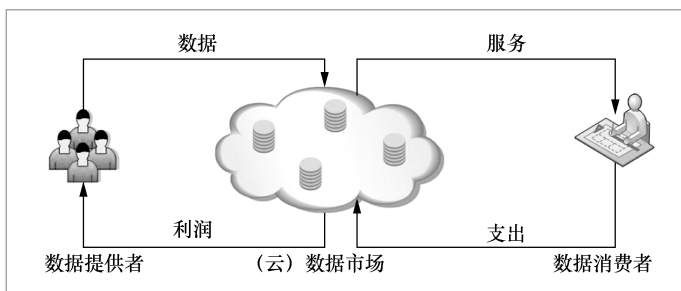 数据
服务
利润
支出
数据提供者
（云）数据市场
数据消费者